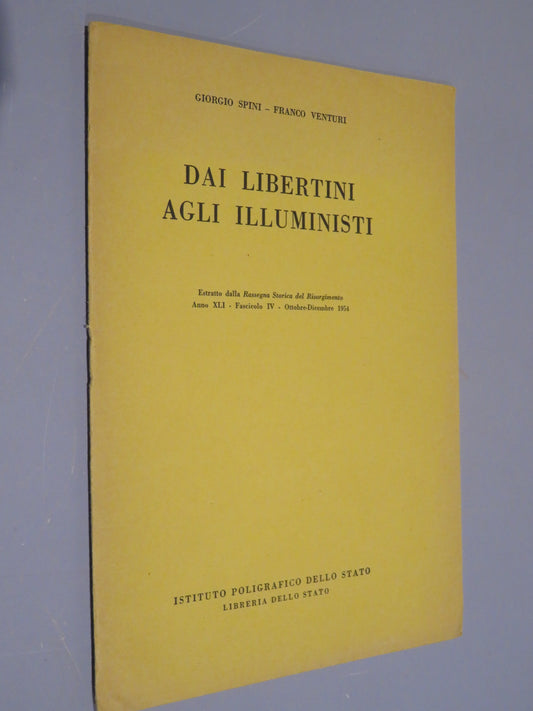 GIORGIO SPINI - FRANCO VENTURI
DAI LIBERTINI
AGLI ILLUMINISTI
Estratto dalla Rassegna Storica del Risorgimento
Anno XLI - Fascicolo IV - Ottobre-Dicembre 1954
ISTITUTO POLIGRAFICO DELLO STATO
LIBRERIA DELLO STATO